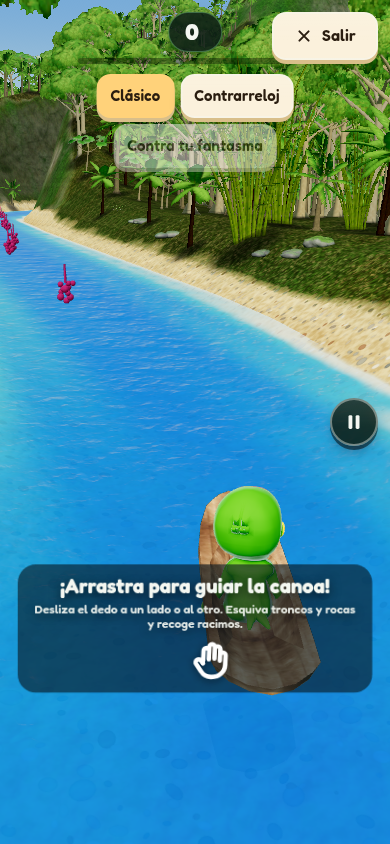 0
Salir
Clásico
Contrarreloj
Contra tu fantasma
¡Arrastra para guiar la canoa!
Desliza el dedo a un lado o al otro. Esquiva troncos y rocas
y recoge racimos.